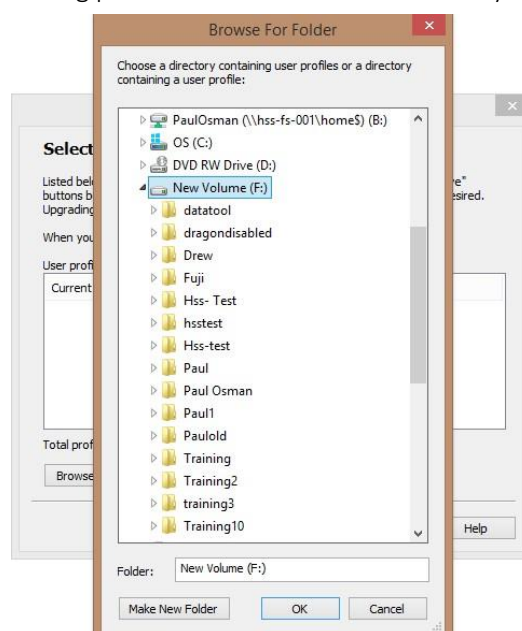 Browse For Folder
Choose a directory containing user profiles or a directory
containing a user profile:
PaulOsman (\\hss-fs-001\home$) (B:)
OS (C:)
DVD RW Drive (D:)
New Volume (F:)
datatool
dragondisabled
Drew
Fuji
Hss- Test
hsstest
Hss-test
Paul
Paul Osman
Paul1
Paulold
Training
Training2
training3
Training10
Folder: New Volume (F:)
Make New Folder OK Cancel
Select
Listed bel
e"
buttons b
esired.
Upgrading
When you
User profi
Current
Total prof
Browse
Help